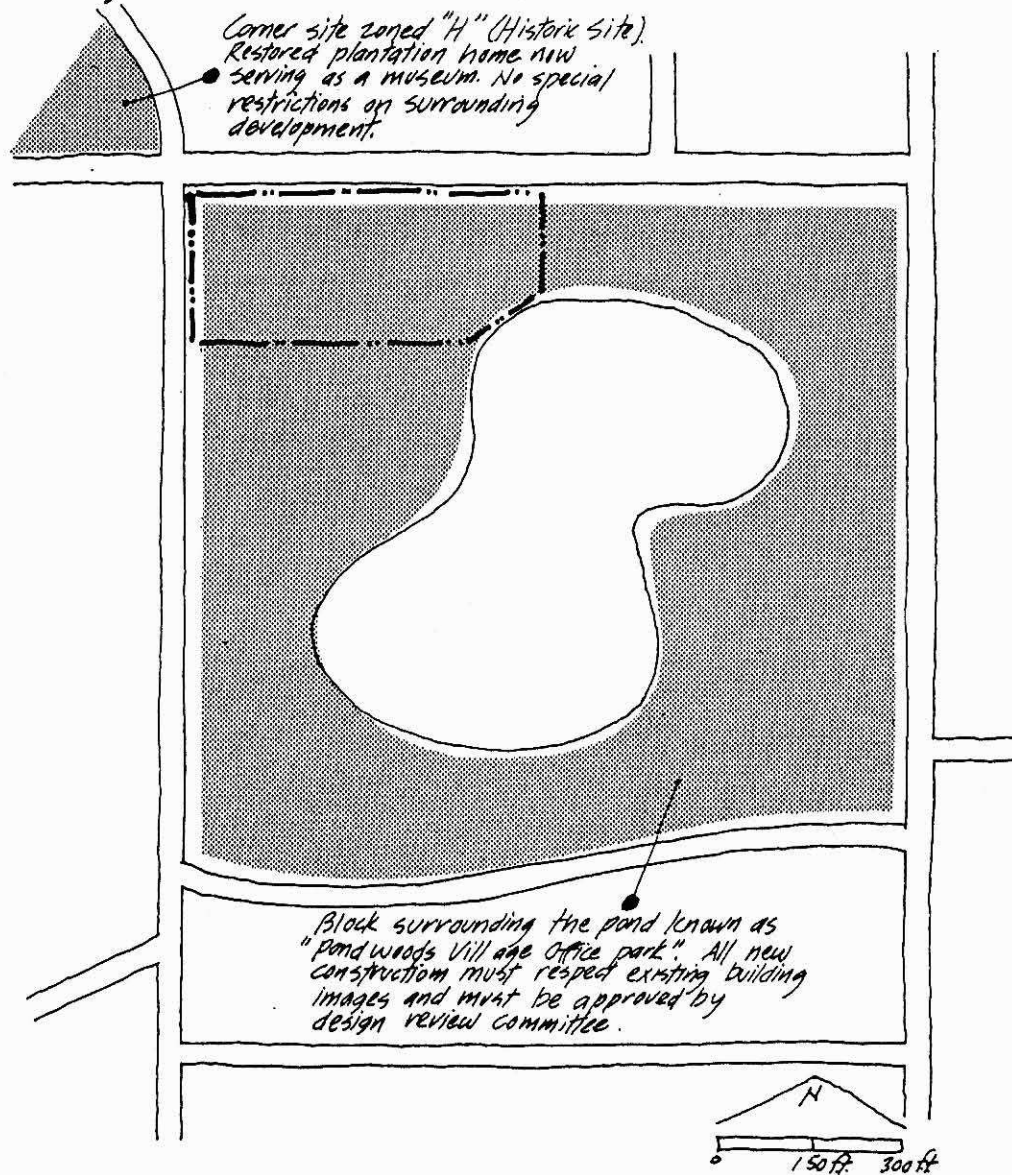 Corner site zoned "H" (Historic Site).
Restored plantation home now
serving as a museum. No special
restrictions on surrounding
development.
Block surrounding the pond known as
"Pondwoods Village Office park". All new
construction must respect existing building
images and must be approved by
design review committee.
N
0 150 ft. 300 ft